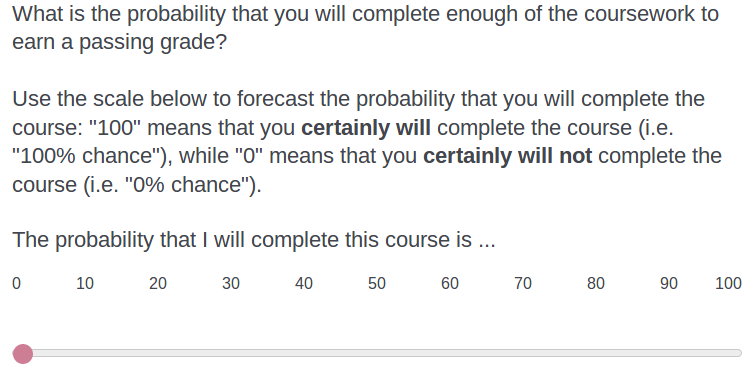 What is the probability that you will complete enough of the coursework to
earn a passing grade?
Use the scale below to forecast the probability that you will complete the
course: "100" means that you certainly will complete the course (i.e.
"100% chance"), while "0" means that you certainly will not complete the
course (i.e. "0% chance").
The probability that I will complete this course is ...
0 10 20 30 40 50 60 70 80 90 100